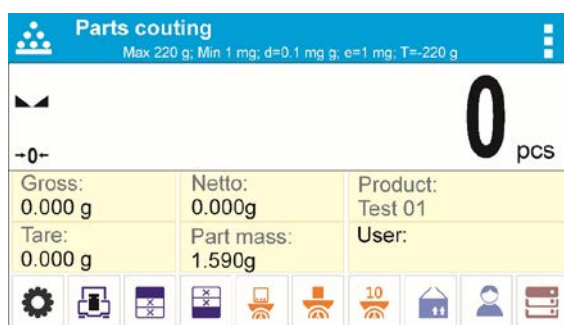 Parts couting
Max 220 g; Min 1 mg; d=0.1 mg g; e=1 mg; T=-220 g
0 pcs
→0←
Gross: Netto: Product:
0.000 g 0.000g Test 01
Tare: Part mass: User:
0.000 g 1.590g
10